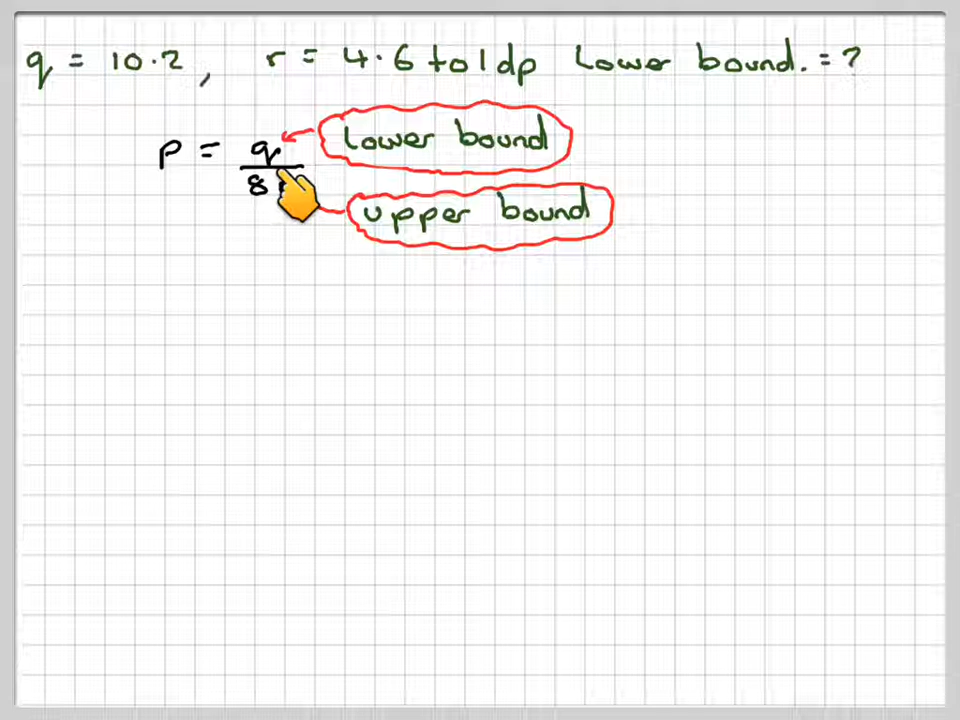 q = 10.2, r = 4.6 to 1 dp Lower bound. = ?
P = q Lower bound
8 upper bound